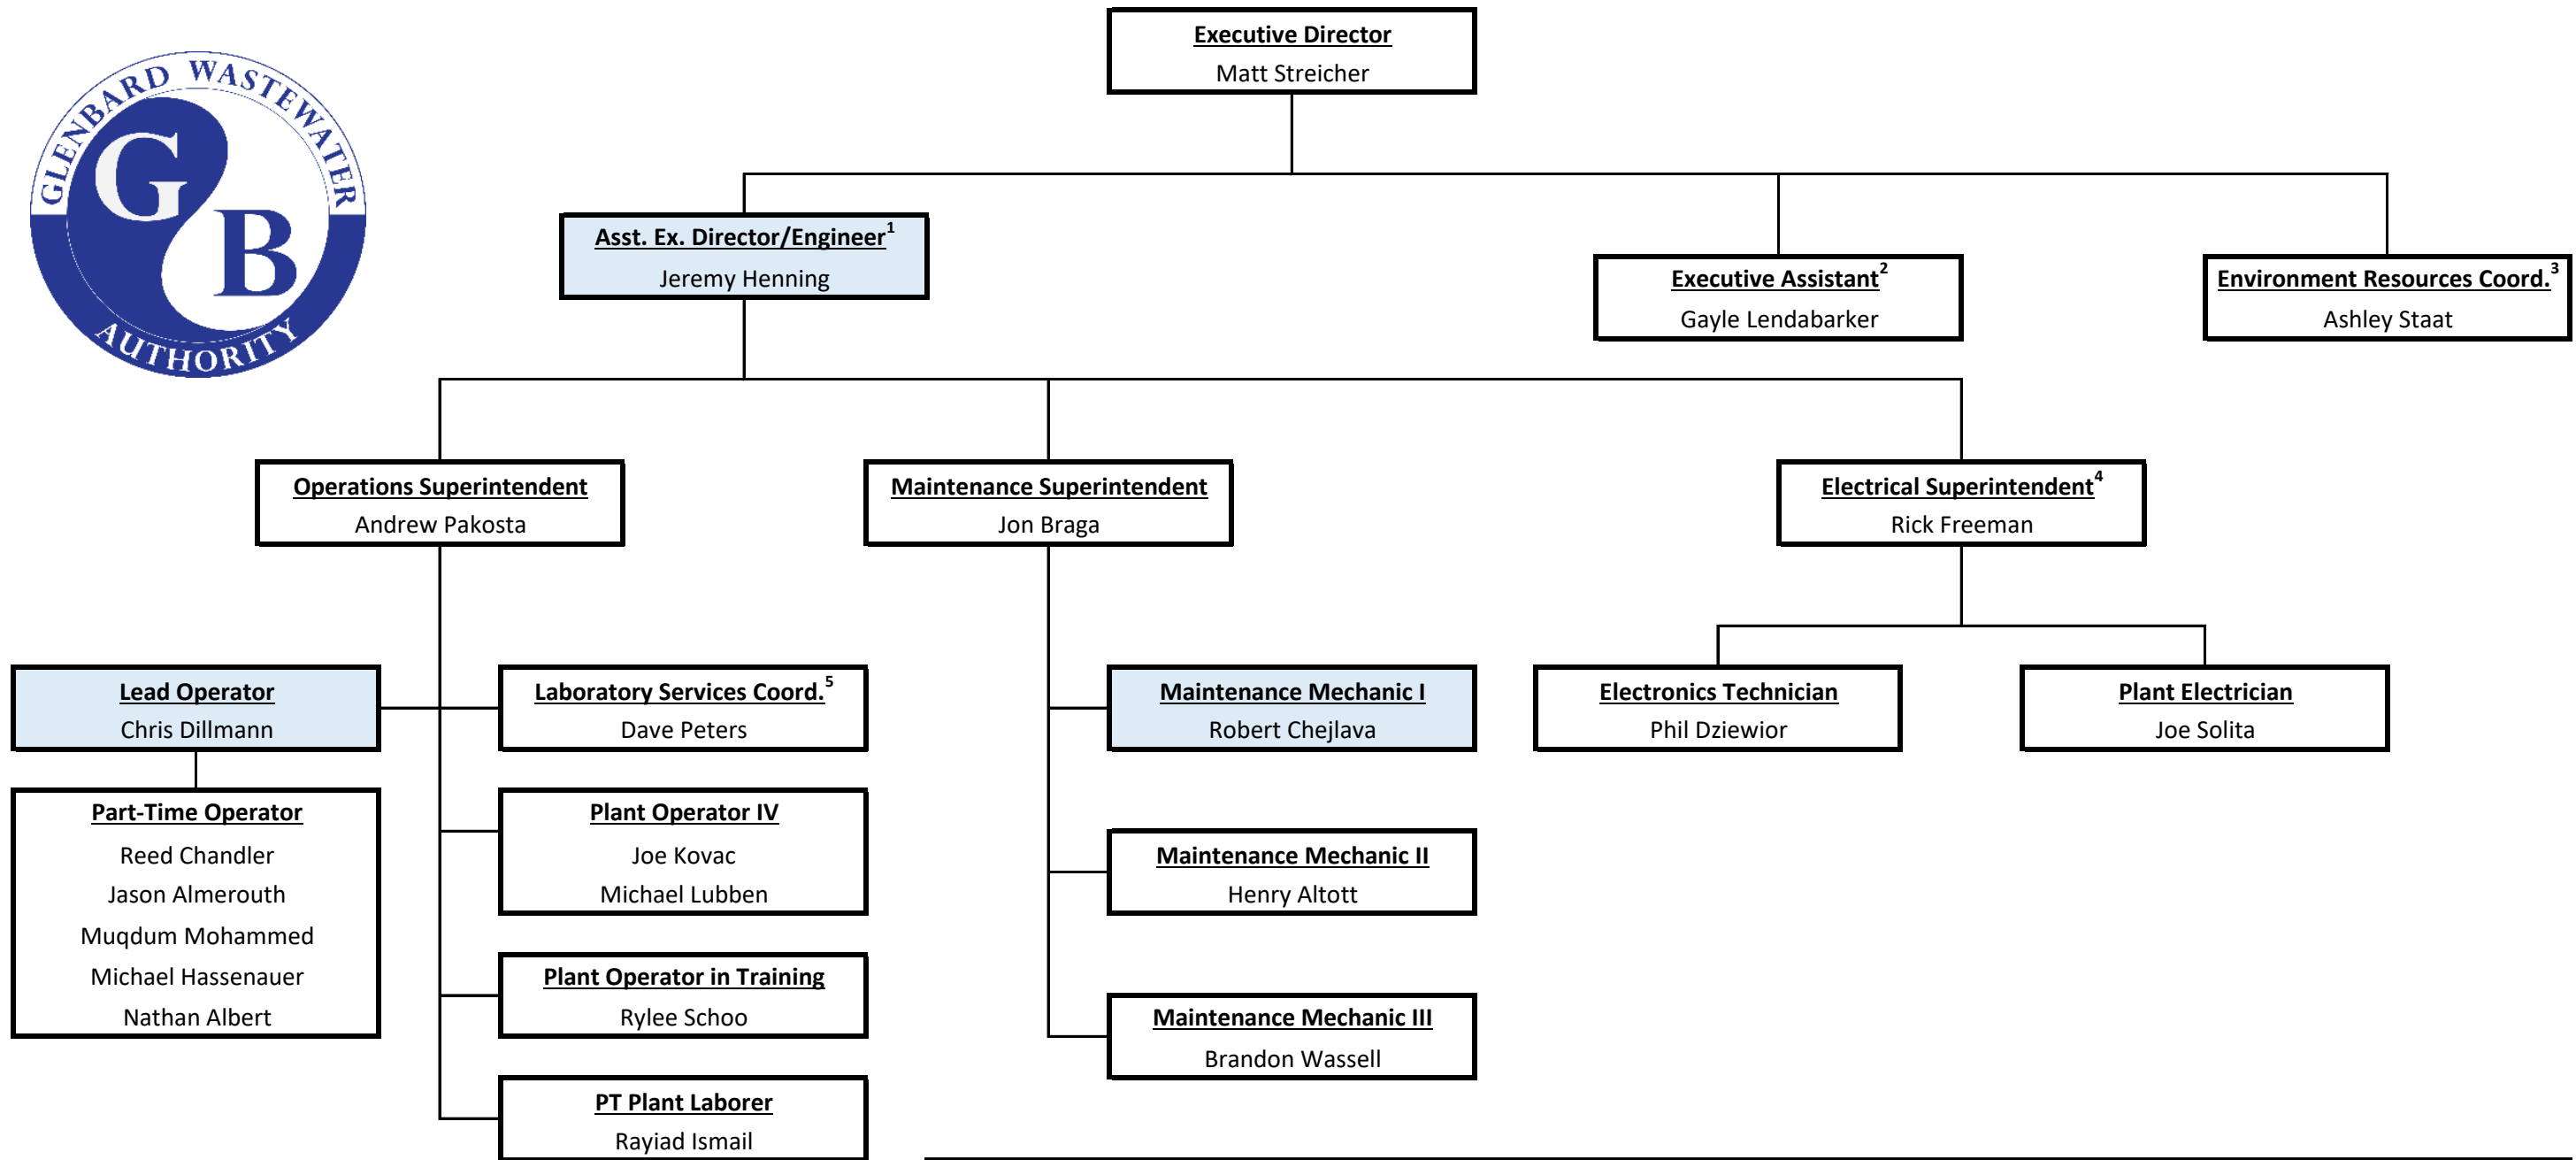 GLENBARD WASTEWATER
G
B
AUTHORITY
Executive Director
Matt Streicher
Asst. Ex. Director/Engineer1
Jeremy Henning
Executive Assistant2
Gayle Lendabarker
Environment Resources Coord.3
Ashley Staat
Operations Superintendent
Andrew Pakosta
Maintenance Superintendent
Jon Braga
Electrical Superintendent4
Rick Freeman
Lead Operator
Chris Dillmann
Laboratory Services Coord.5
Dave Peters
Maintenance Mechanic I
Robert Chejlava
Electronics Technician
Phil Dziewior
Plant Electrician
Joe Solita
Part-Time Operator
Reed Chandler
Jason Almerouth
Muqdum Mohammed
Michael Hassenauer
Nathan Albert
Plant Operator IV
Joe Kovac
Michael Lubben
Maintenance Mechanic II
Henry Altott
Plant Operator in Training
Rylee Schoo
Maintenance Mechanic III
Brandon Wassell
PT Plant Laborer
Rayiad Ismail